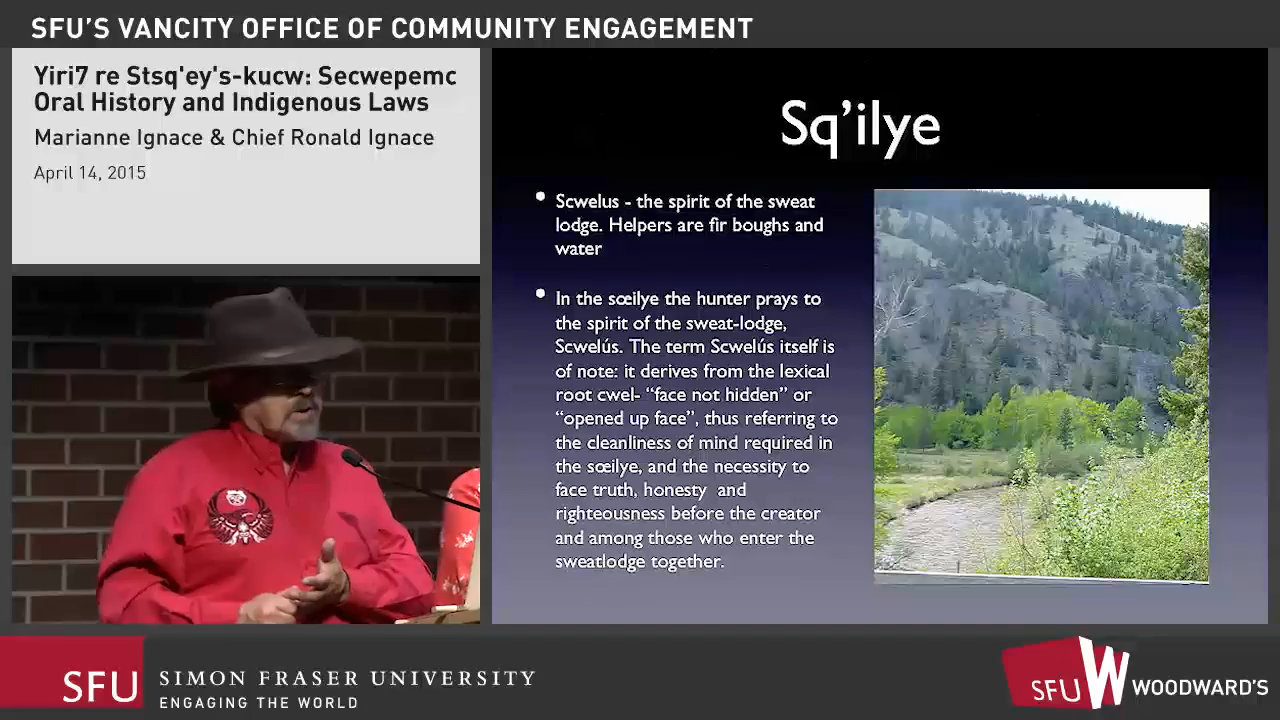 SFU'S VANCITY OFFICE OF COMMUNITY ENGAGEMENT
Yiri7 re Stsq'ey's-kucw: Secwepemc
Oral History and Indigenous Laws
Marianne Ignace & Chief Ronald Ignace
April 14, 2015
Sq’ilye
• Scwelus - the spirit of the sweat
lodge. Helpers are fir boughs and
water
• In the sœilye the hunter prays to
the spirit of the sweat-lodge,
Scwelús. The term Scwelús itself is
of note: it derives from the lexical
root cwel- “face not hidden” or
“opened up face”, thus referring to
the cleanliness of mind required in
the sœilye, and the necessity to
face truth, honesty and
righteousness before the creator
and among those who enter the
sweatlodge together.
SFU SIMON FRASER UNIVERSITY
ENGAGING THE WORLD
SFU W WOODWARD'S